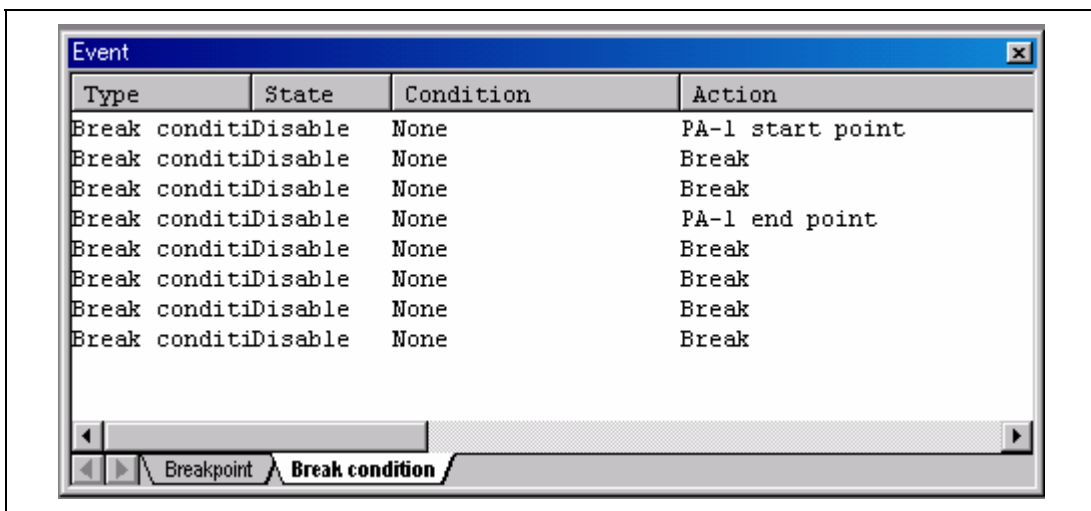 Event
Type State Condition Action
Break conditiDisable None PA-1 start point
Break conditiDisable None Break
Break conditiDisable None Break
Break conditiDisable None PA-1 end point
Break conditiDisable None Break
Break conditiDisable None Break
Break conditiDisable None Break
Break conditiDisable None Break
Breakpoint Break condition